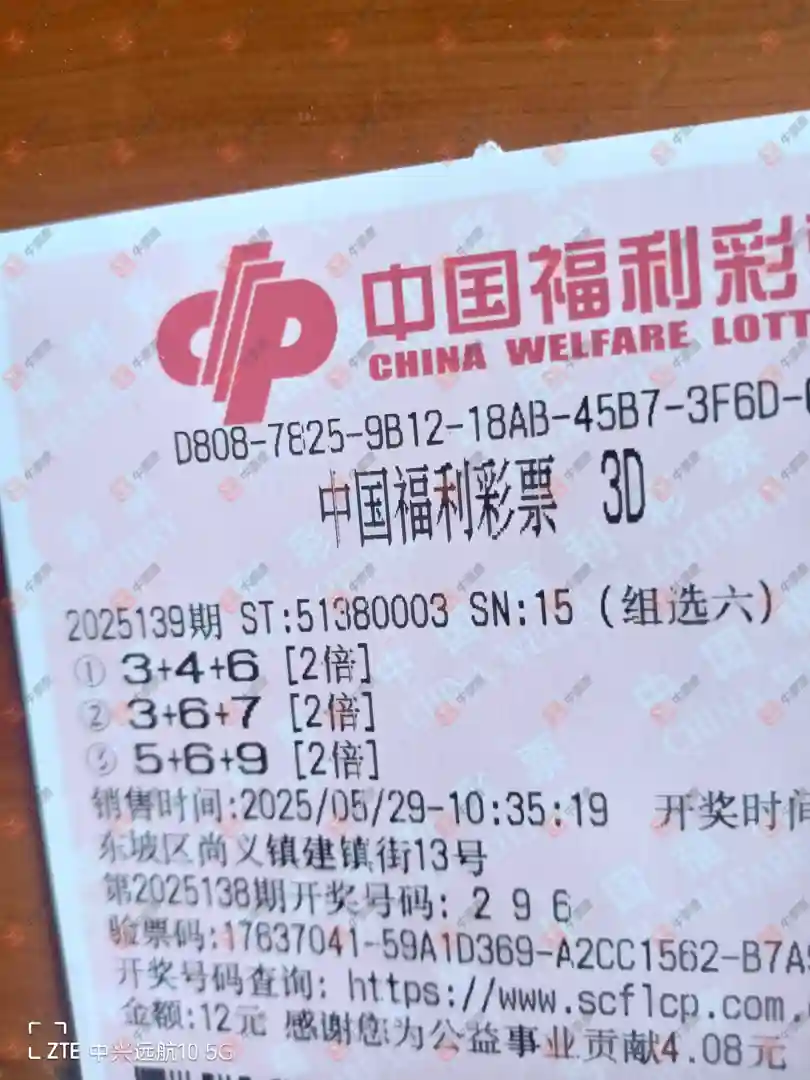 中国福利彩
CHINA WELFARE LOTT
D808-7825-9B12-18AB-45B7-3F6D-
中国福利彩票 3D
2025139期 ST:51380003 SN:15 (组选六)
① 3+4+6 [2倍]
② 3+6+7 [2倍]
③ 5+6+9 [2倍]
销售时间:2025/05/29-10:35:19 开奖时间
东坡区尚义镇建镇街13号
第2025138期开奖号码: 2 9 6
验票码:17637041-59A1D369-A2CC1562-B7A
开奖号码查询: https://www.scflcp.com.
金额:12元 感谢您为公益事业贡献4.08元
ZTE 中兴远航10 5G